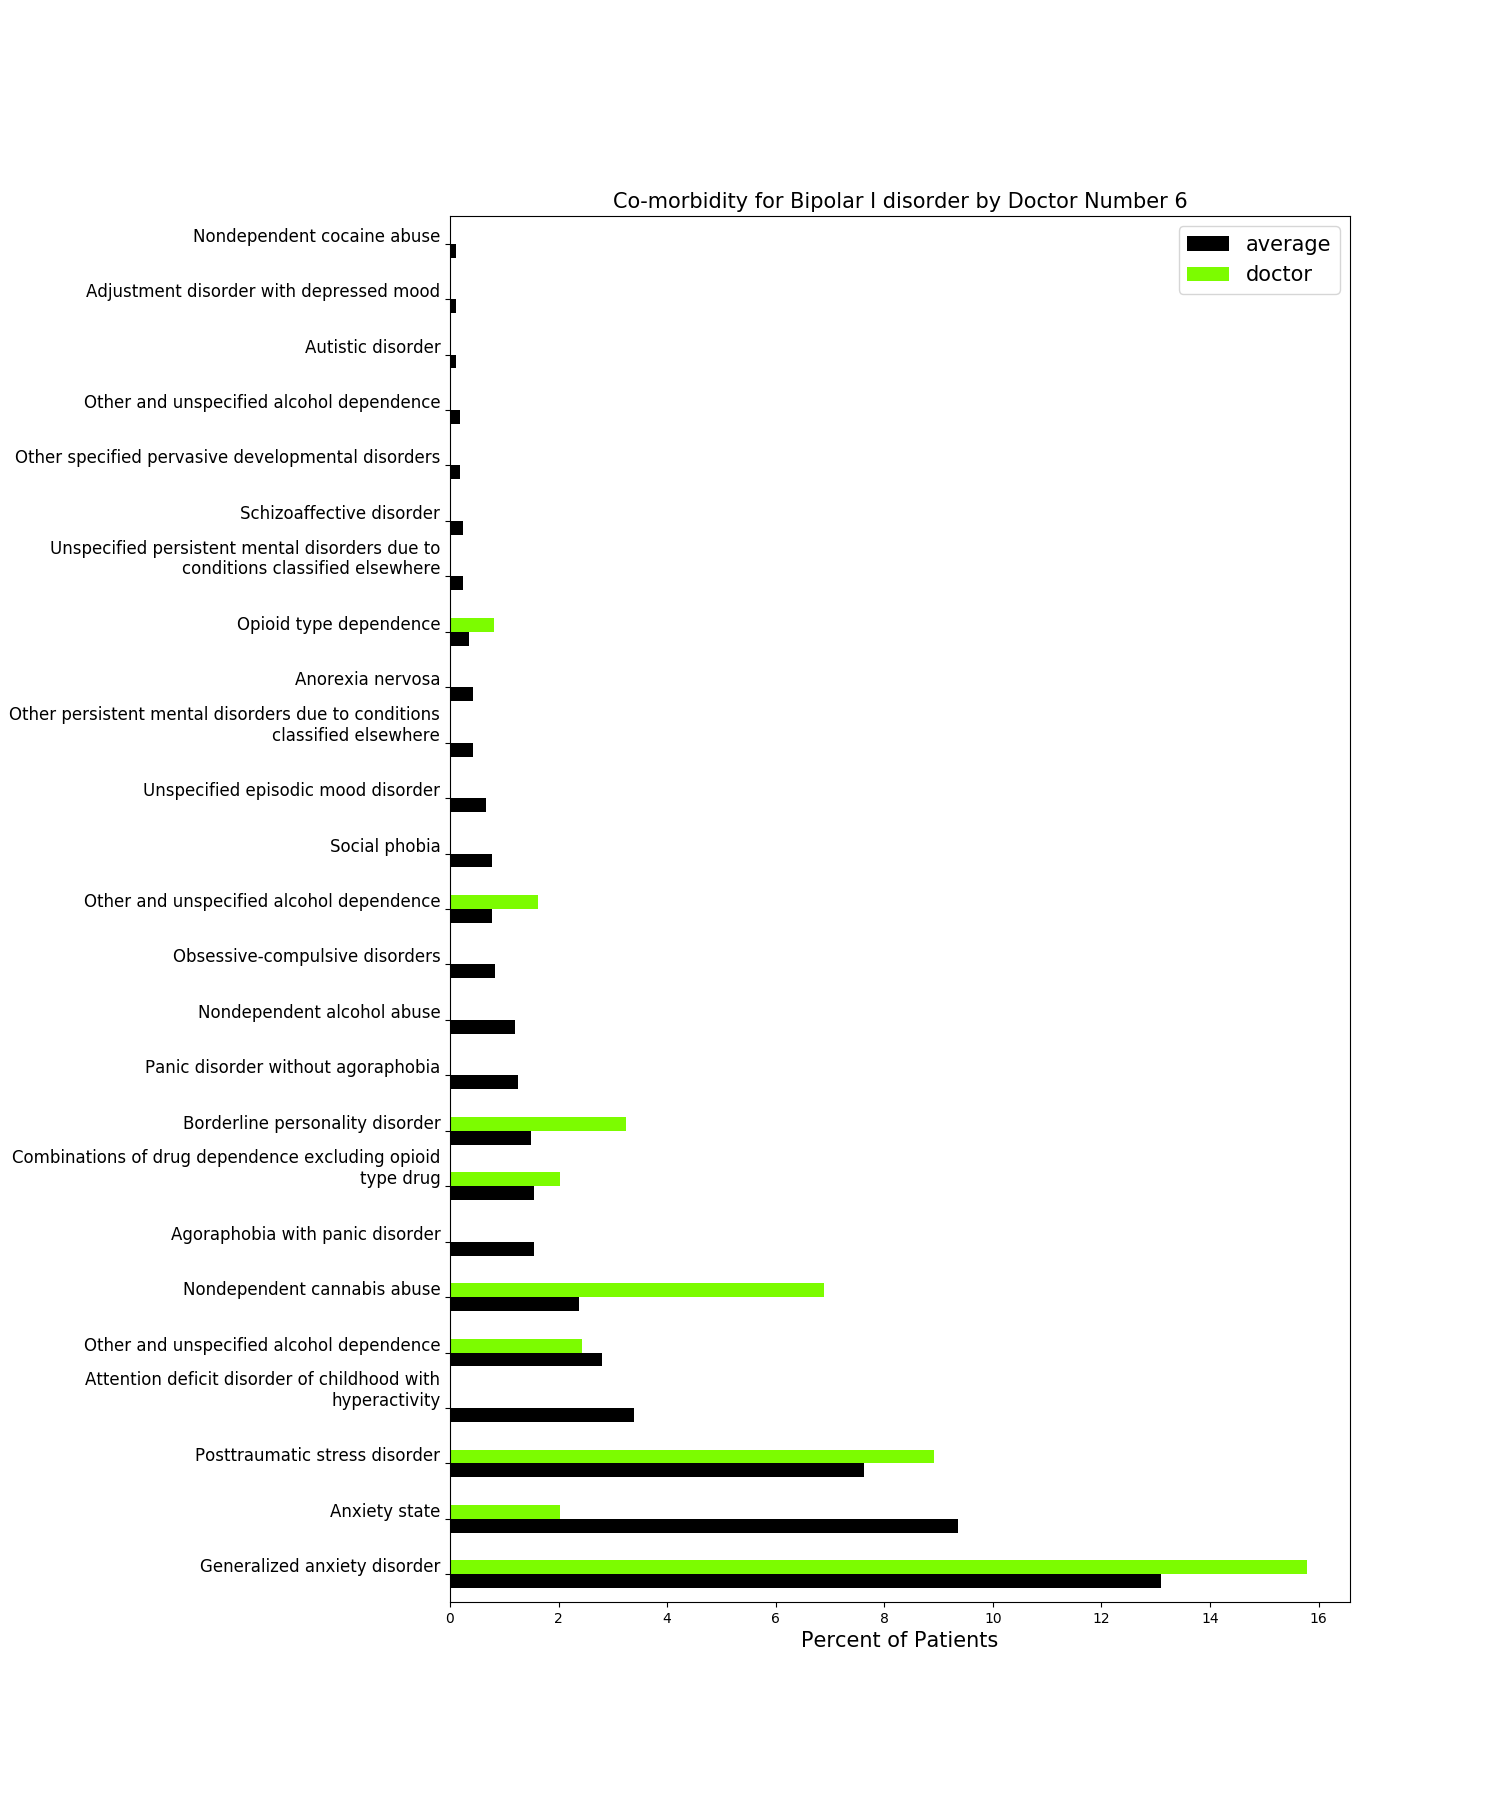 Co-morbidity for Bipolar I disorder by Doctor Number 6
average
doctor
Nondependent cocaine abuse
Adjustment disorder with depressed mood
Autistic disorder
Other and unspecified alcohol dependence
Other specified pervasive developmental disorders
Schizoaffective disorder
Unspecified persistent mental disorders due to
conditions classified elsewhere
Opioid type dependence
Anorexia nervosa
Other persistent mental disorders due to conditions
classified elsewhere
Unspecified episodic mood disorder
Social phobia
Other and unspecified alcohol dependence
Obsessive-compulsive disorders
Nondependent alcohol abuse
Panic disorder without agoraphobia
Borderline personality disorder
Combinations of drug dependence excluding opioid
type drug
Agoraphobia with panic disorder
Nondependent cannabis abuse
Other and unspecified alcohol dependence
Attention deficit disorder of childhood with
hyperactivity
Posttraumatic stress disorder
Anxiety state
Generalized anxiety disorder
0 2 4 6 8 10 12 14 16
Percent of Patients